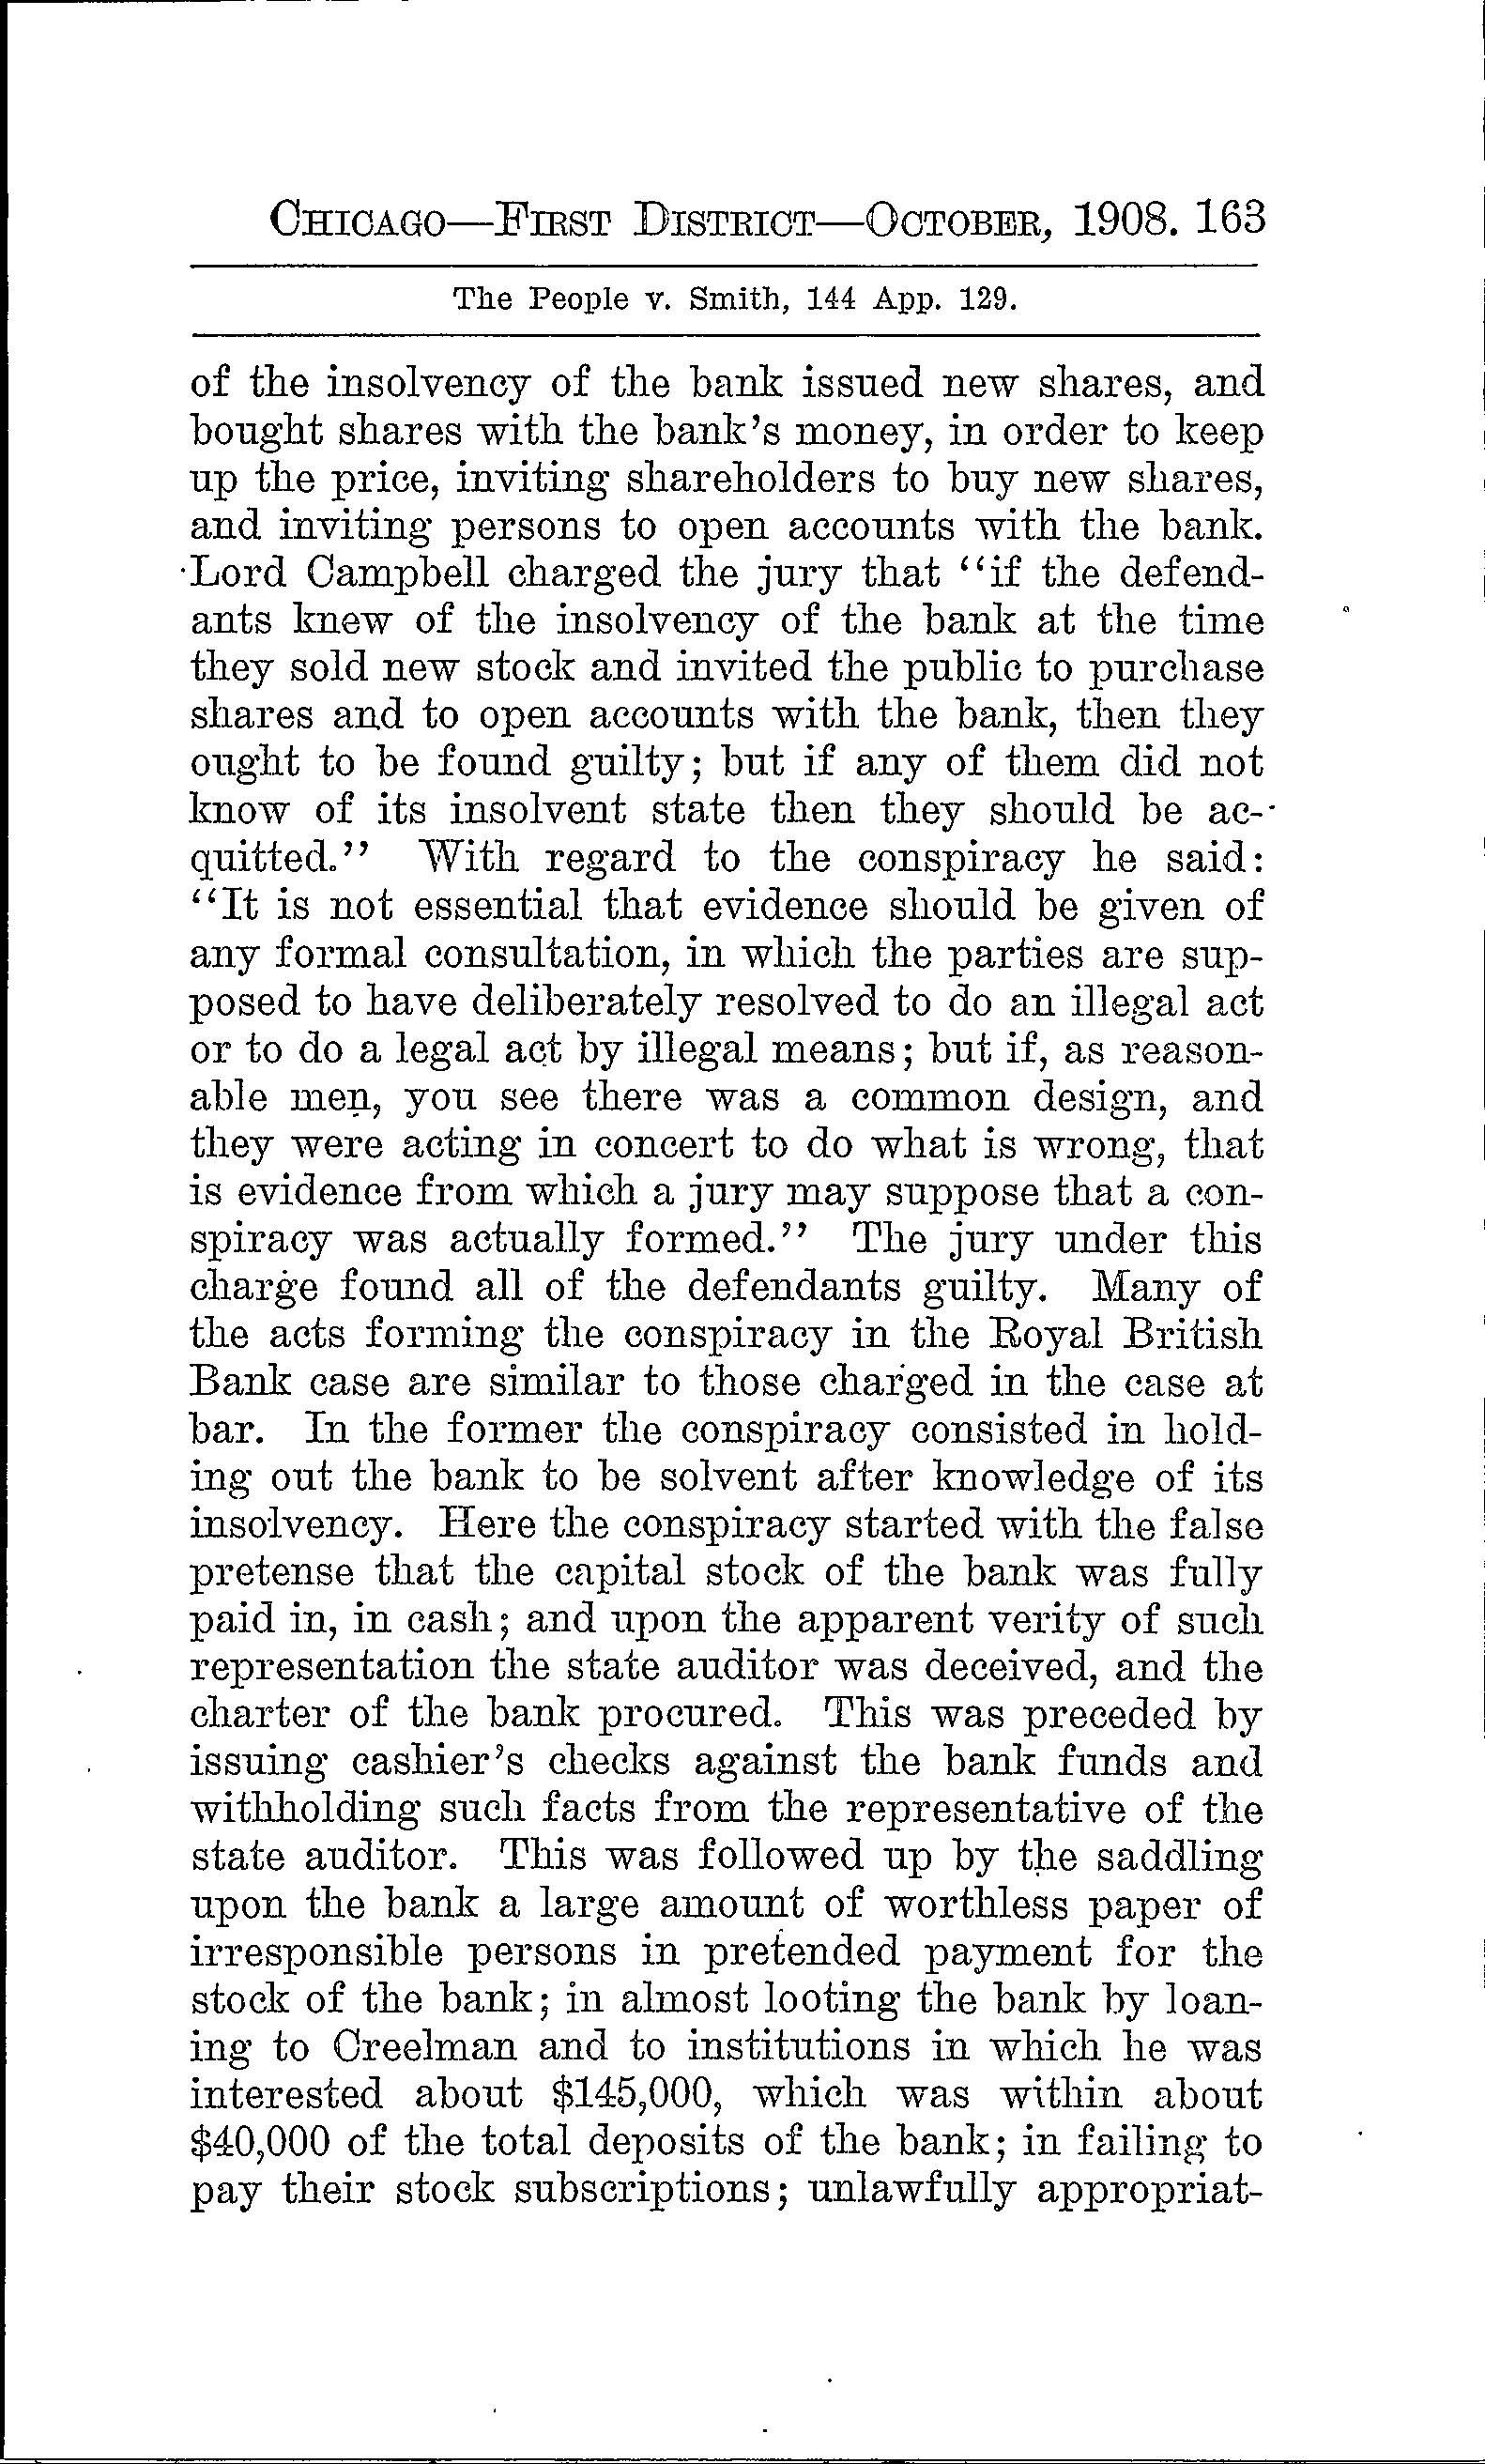 CHICAGO—FIRST DISTRICT—OCTOBER, 1908. 163
The People v. Smith, 144 App. 129.
of the insolvency of the bank issued new shares, and
bought shares with the bank's money, in order to keep
up the price, inviting shareholders to buy new shares,
and inviting persons to open accounts with the bank.
Lord Campbell charged the jury that "if the defend-
ants knew of the insolvency of the bank at the time
they sold new stock and invited the public to purchase
shares and to open accounts with the bank, then they
ought to be found guilty; but if any of them did not
know of its insolvent state then they should be ac-
quitted." With regard to the conspiracy he said:
"It is not essential that evidence should be given of
any formal consultation, in which the parties are sup-
posed to have deliberately resolved to do an illegal act
or to do a legal act by illegal means; but if, as reason-
able men, you see there was a common design, and
they were acting in concert to do what is wrong, that
is evidence from which a jury may suppose that a con-
spiracy was actually formed." The jury under this
charge found all of the defendants guilty. Many of
the acts forming the conspiracy in the Royal British
Bank case are similar to those charged in the case at
bar. In the former the conspiracy consisted in hold-
ing out the bank to be solvent after knowledge of its
insolvency. Here the conspiracy started with the false
pretense that the capital stock of the bank was fully
paid in, in cash; and upon the apparent verity of such
representation the state auditor was deceived, and the
charter of the bank procured. This was preceded by
issuing cashier's checks against the bank funds and
withholding such facts from the representative of the
state auditor. This was followed up by the saddling
upon the bank a large amount of worthless paper of
irresponsible persons in pretended payment for the
stock of the bank; in almost looting the bank by loan-
ing to Creelman and to institutions in which he was
interested about $145,000, which was within about
$40,000 of the total deposits of the bank; in failing to
pay their stock subscriptions; unlawfully appropriat-